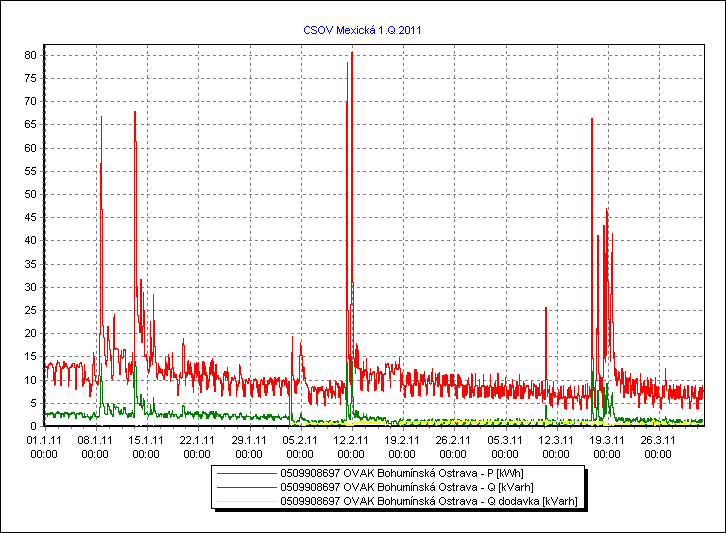 CSOV Mexická 1.Q 2011
80
75
70
65
60
55
50
45
40
35
30
25
20
15
10
5
0
01.1.11 8.1.11 15.1.11 22.1.11 29.1.11 05.2.11 12.2.11 19.2.11 26.2.11 05.3.11 12.3.11 19.3.11 26.3.11
00:00 00:00 00:00 00:00 00:00 00:00 00:00 00:00 00:00 00:00 00:00 00:00 00:00
0509908697 OVAK Bohumínská Ostrava - P [kWh]
0509908697 OVAK Bohumínská Ostrava - Q [kVarh]
0509908697 OVAK Bohumínská Ostrava - Q dodavka [kVarh]